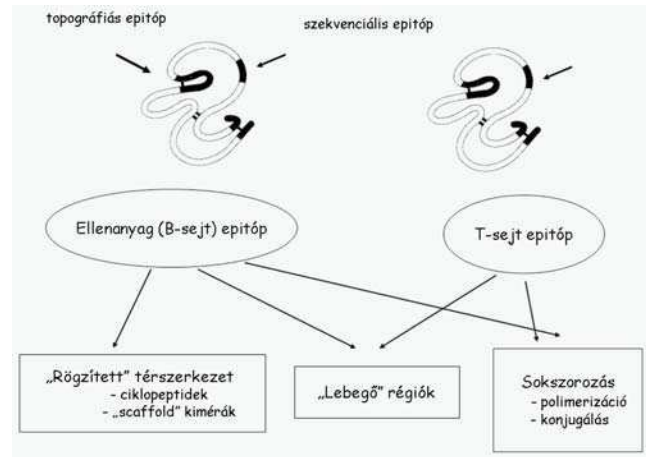 topográfiás epitóp
szekvenciális epitóp
Ellenanyag (B-sejt) epitóp
T-sejt epitóp
„Rögzített” térszerkezet
- ciklopeptidek
- „scaffold” kimérák
„Lebegő” régiók
Sokszorozás
- polimerizáció
- konjugálás